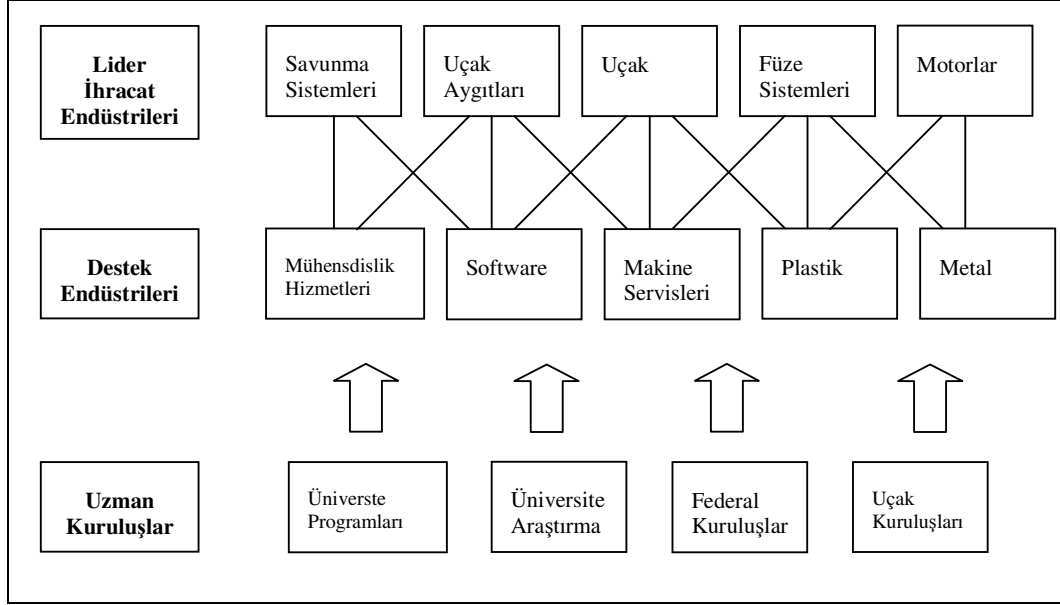 Lider
İhracat
Endüstrileri
Savunma
Sistemleri
Uçak
Aygıtları
Uçak
Füze
Sistemleri
Motorlar
Destek
Endüstrileri
Mühensdislik
Hizmetleri
Software
Makine
Servisleri
Plastik
Metal
Uzman
Kuruluşlar
Üniverste
Programları
Üniversite
Araştırma
Federal
Kuruluşlar
Uçak
Kuruluşları